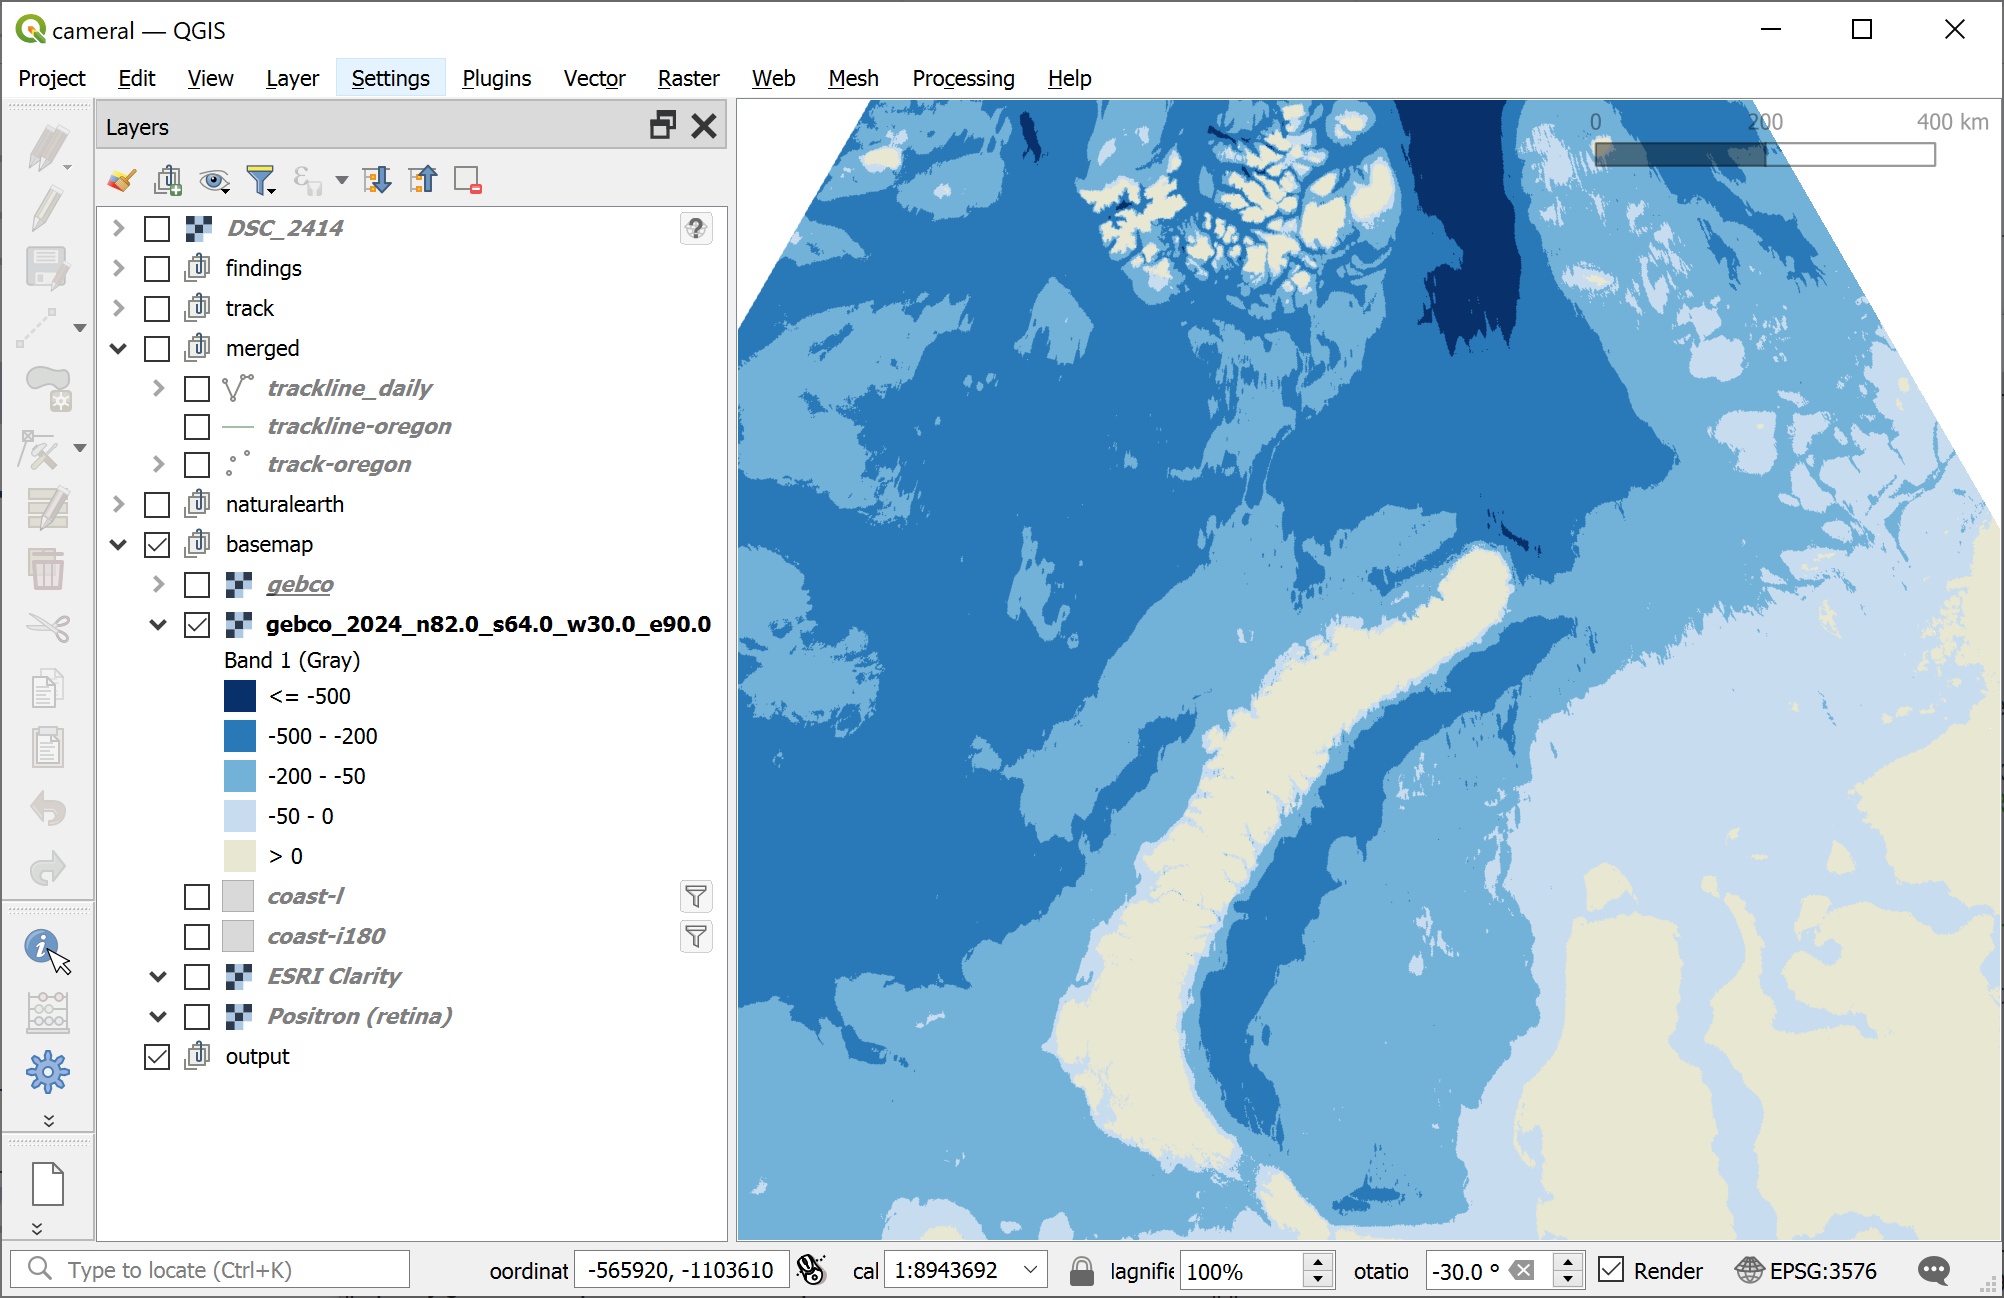 cameral — QGIS
Project Edit View Layer Settings Plugins Vector Raster Web Mesh Processing Help
Layers
0 200 400 km
DSC_2414
findings
track
merged
trackline_daily
trackline-oregon
track-oregon
naturalearth
basemap
gebco
gebco_2024_n82.0_s64.0_w30.0_e90.0
Band 1 (Gray)
<= -500
-500 - -200
-200 - -50
-50 - 0
> 0
coast-l
coast-i180
ESRI Clarity
Positron (retina)
output
Type to locate (Ctrl+K) oordinat -565920, -1103610 cal 1:8943692 lagnifie 100% otatio -30.0 ° Render EPSG:3576